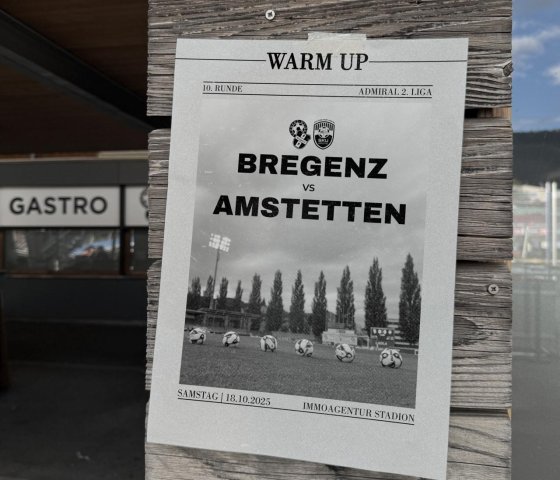 WARM UP
10. RUNDE
ADMIRAL 2. LIGA
BREGENZ
VS
AMSTETTEN
SAMSTAG | 18.10.2025
IMMOAGENTUR STADION
GASTRO